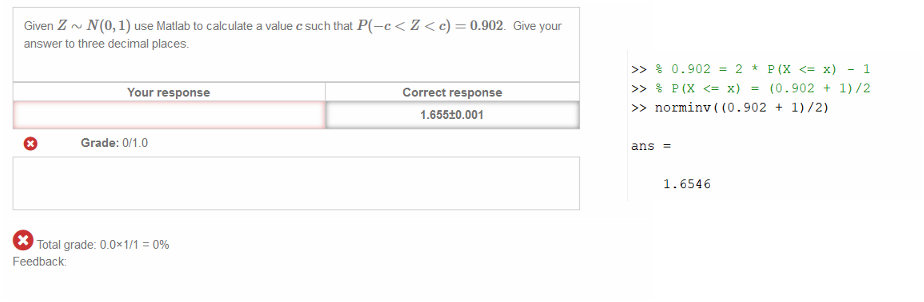 Given Z ~ N(0, 1) use Matlab to calculate a value c such that P(−c < Z < c) = 0.902. Give your
answer to three decimal places.
Your response Correct response
1.655±0.001
Grade: 0/1.0
Total grade: 0.0×1/1 = 0%
Feedback:
>> % 0.902 = 2 * P(X <= x) - 1
>> % P(X <= x) = (0.902 + 1)/2
>> norminv((0.902 + 1)/2)
ans =
1.6546